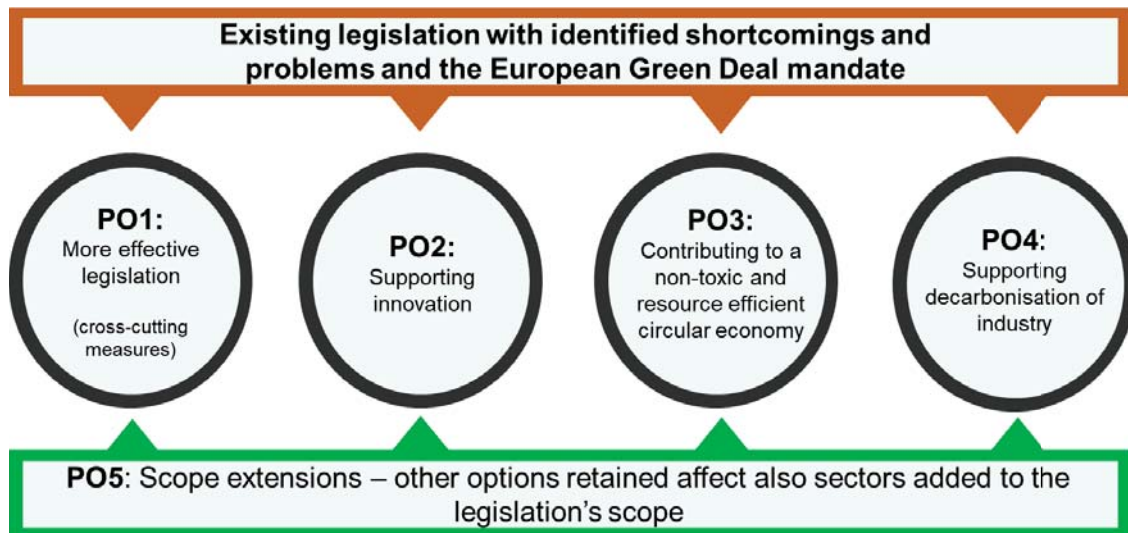 Existing legislation with identified shortcomings and
problems and the European Green Deal mandate
PO1:
More effective
legislation
(cross-cutting
measures)
PO2:
Supporting
innovation
PO3:
Contributing to a
non-toxic and
resource efficient
circular economy
PO4:
Supporting
decarbonisation of
industry
PO5: Scope extensions – other options retained affect also sectors added to the
legislation's scope